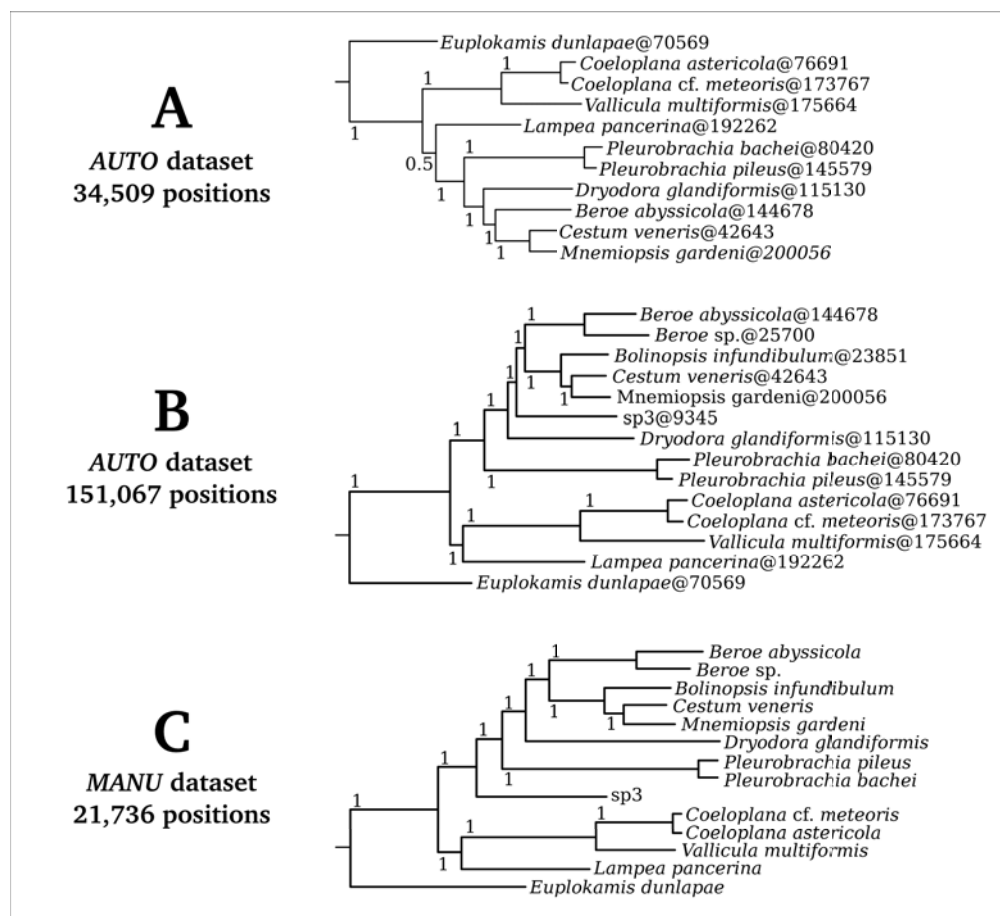 A
AUTO dataset
34,509 positions
1
Euplokamis dunlapae@70569
1
1
Coeloplana astericola@76691
Coeloplana cf. meteoris@173767
Vallicula multiformis@175664
Lampea pancerina@192262
0.5
1
1
Pleurobrachia bachei@80420
Pleurobrachia pileus@145579
Dryodora glandiformis@115130
1
Beroe abyssicola@144678
1
Cestum veneris@42643
1
Mnemiopsis gardeni@200056
B
AUTO dataset
151,067 positions
1
Beroe abyssicola@144678
Beroe sp.@25700
1
Bolinopsis infundibulum@23851
1
Cestum veneris@42643
1
1
Mnemiopsis gardeni@200056
1
sp3@9345
Dryodora glandiformis@115130
1
Pleurobrachia bachei@80420
1
Pleurobrachia pileus@145579
1
1
Coeloplana astericola@76691
Coeloplana cf. meteoris@173767
Vallicula multiformis@175664
1
Lampea pancerina@192262
Euplokamis dunlapae@70569
C
MANU dataset
21,736 positions
1
Beroe abyssicola
Beroe sp.
1
Bolinopsis infundibulum
Cestum veneris
1
1
Mnemiopsis gardeni
1
Dryodora glandiformis
1
Pleurobrachia pileus
1
Pleurobrachia bachei
sp3
1
1
Coeloplana cf. meteoris
Coeloplana astericola
Vallicula multiformis
1
Lampea pancerina
Euplokamis dunlapae